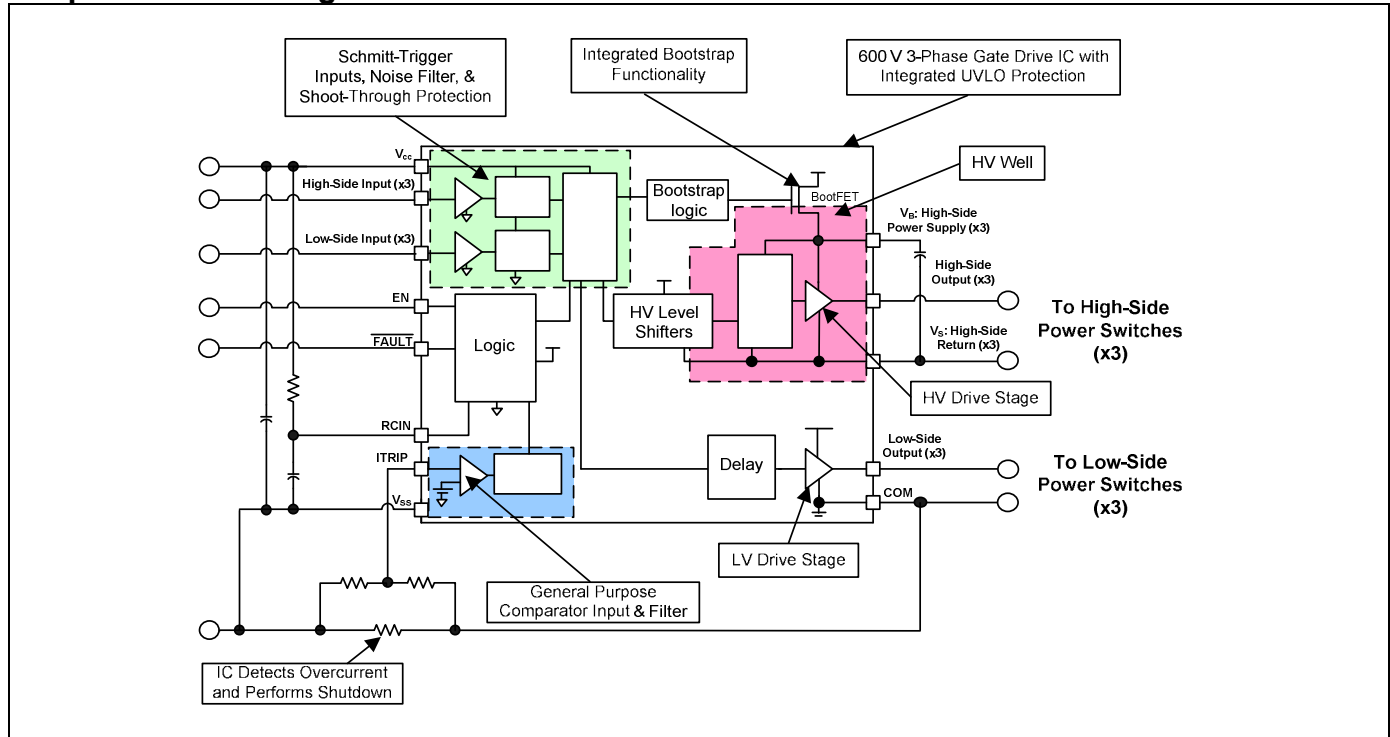 Schmitt-Trigger
Inputs, Noise Filter, &
Shoot-Through Protection
Integrated Bootstrap
Functionality
600 V 3-Phase Gate Drive IC with
Integrated UVLO Protection
HV Well
Vcc
High-Side Input (x3)
Low-Side Input (x3)
EN
FAULT
RCIN
ITRIP
VSS
Bootstrap
logic
BootFET
HV Level
Shifters
Logic
Delay
VB: High-Side
Power Supply (x3)
High-Side
Output (x3)
VS: High-Side
Return (x3)
To High-Side
Power Switches
(x3)
HV Drive Stage
Low-Side
Output (x3)
COM
To Low-Side
Power Switches
(x3)
LV Drive Stage
General Purpose
Comparator Input & Filter
IC Detects Overcurrent
and Performs Shutdown